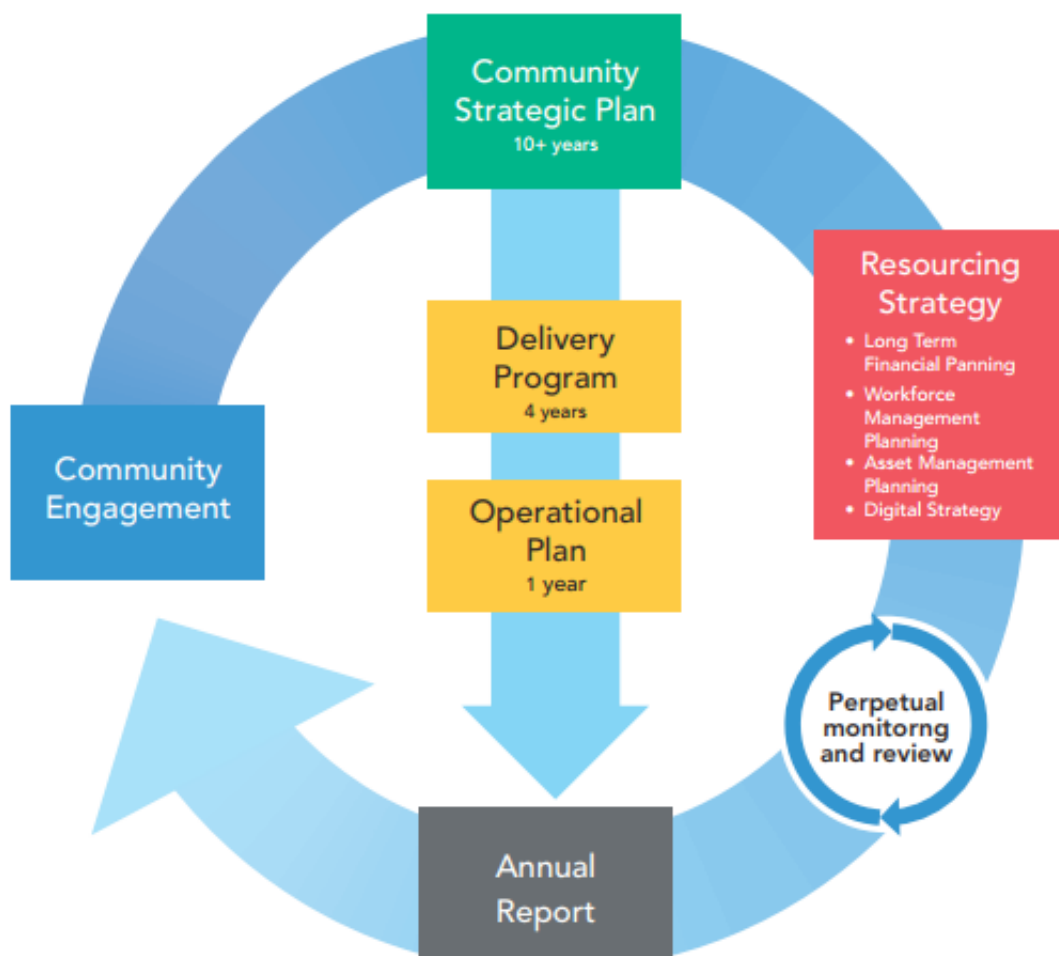 Community
Strategic Plan
10+ years
Resourcing
Strategy
• Long Term
Financial Panning
• Workforce
Management
Planning
• Asset Management
Planning
• Digital Strategy
Delivery
Program
4 years
Community
Engagement
Operational
Plan
1 year
Perpetual
monitorng
and review
Annual
Report